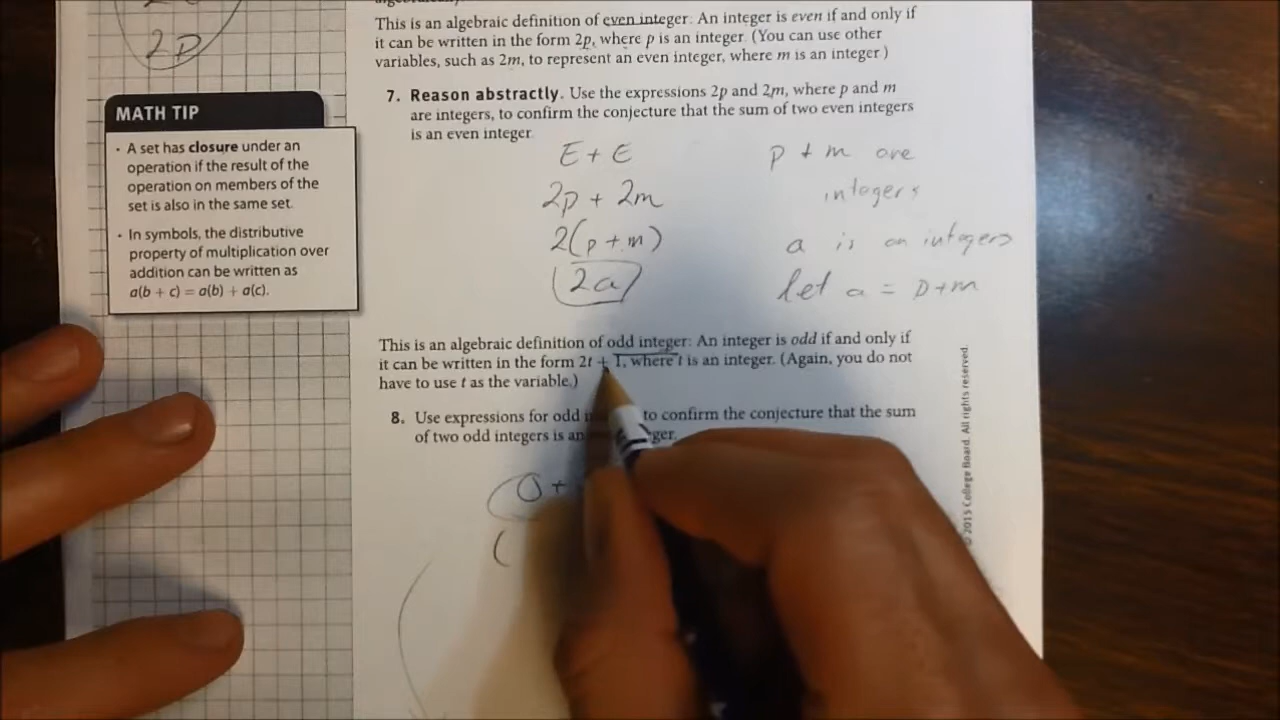 2P
MATH TIP
• A set has closure under an
operation if the result of the
operation on members of the
set is also in the same set.
• In symbols, the distributive
property of multiplication over
addition can be written as
a(b + c) = a(b) + a(c).
This is an algebraic definition of even integer: An integer is even if and only if
it can be written in the form 2p, where p is an integer. (You can use other
variables, such as 2m, to represent an even integer, where m is an integer.)
7. Reason abstractly. Use the expressions 2p and 2m, where p and m
are integers, to confirm the conjecture that the sum of two even integers
is an even integer.
E + E
2p + 2m
2(p + m)
2a
p + m are
integers
a is an integers
let a = p+m
This is an algebraic definition of odd integer: An integer is odd if and only if
it can be written in the form 2t + 1, where t is an integer. (Again, you do not
have to use t as the variable.)
8. Use expressions for odd to confirm the conjecture that the sum
of two odd integers is an
O +
(
© 2015 College Board. All rights reserved.